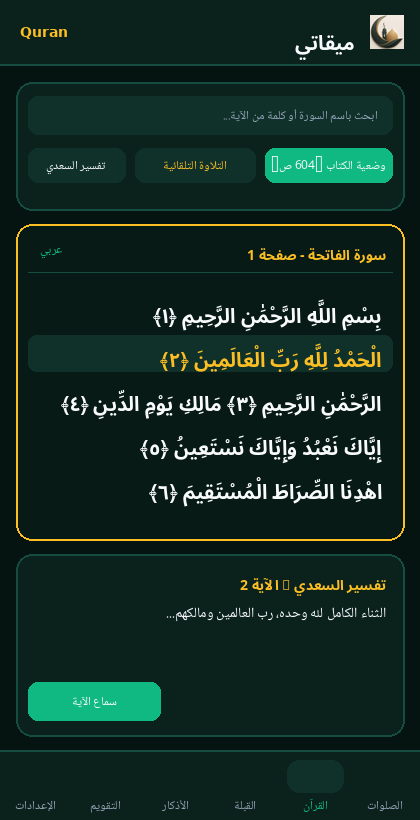 ميقاتي
Quran
ابحث باسم السورة أو كلمة من الآية...
وضعية الكتاب 604 ص
التلاوة التلقائية
تفسير السعدي
سورة الفاتحة - صفحة 1
عربي
بِسْمِ اللَّهِ الرَّحْمَٰنِ الرَّحِيمِ ﴿١﴾
الْحَمْدُ لِلَّهِ رَبِّ الْعَالَمِينَ ﴿٢﴾
الرَّحْمَٰنِ الرَّحِيمِ ﴿٣﴾ مَالِكِ يَوْمِ الدِّينِ ﴿٤﴾
إِيَّاكَ نَعْبُدُ وَإِيَّاكَ نَسْتَعِينُ ﴿٥﴾
اهْدِنَا الصِّرَاطَ الْمُسْتَقِيمَ ﴿٦﴾
تفسير السعدي الآية 2
الثناء الكامل لله وحده، رب العالمين ومالكهم...
سماع الآية
الصلوات
القرآن
القبلة
الأذكار
التقويم
الإعدادات